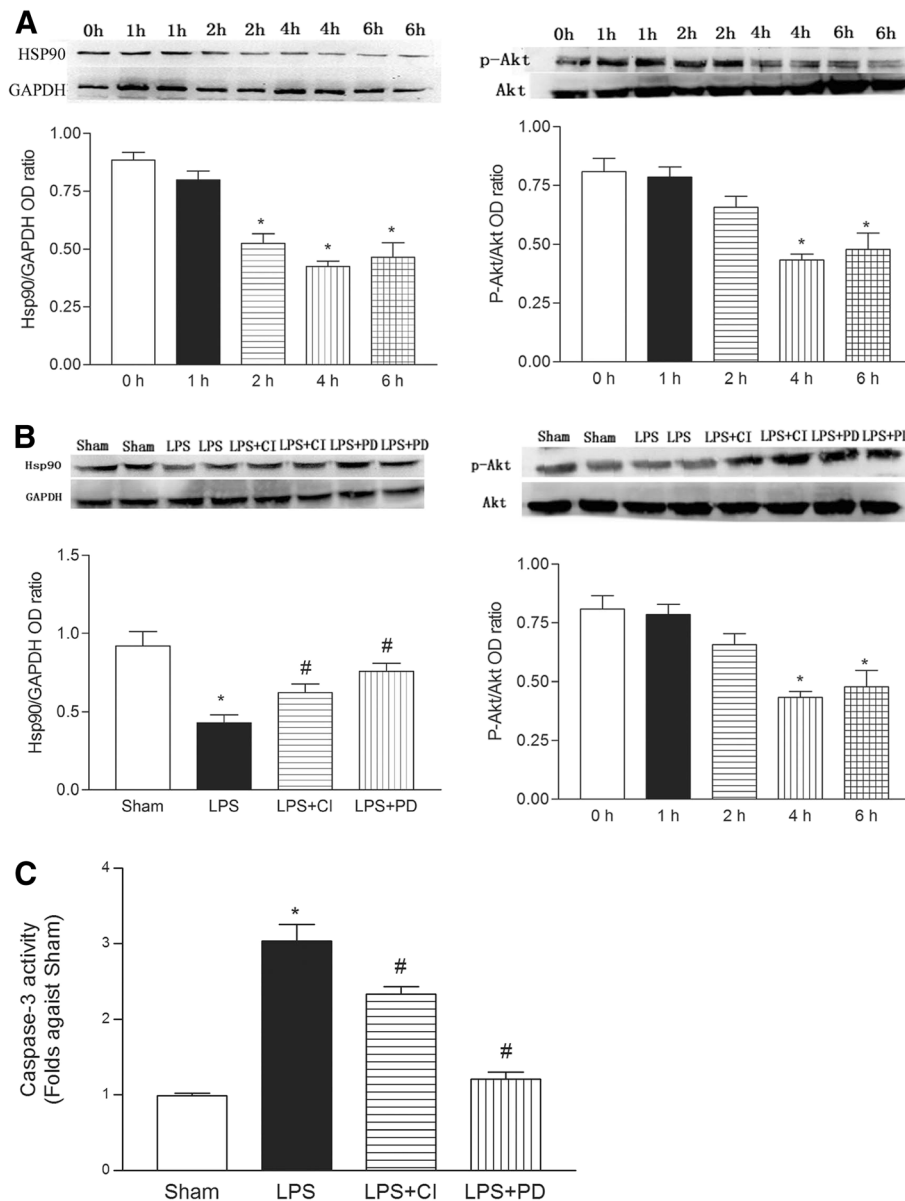 A
0h 1h 1h 2h 2h 4h 4h 6h 6h
HSP90
GAPDH
Hsp90/GAPDH OD ratio
1.00
0.75
0.50
0.25
0.00
* * *
0 h 1 h 2 h 4 h 6 h
0h 1h 1h 2h 2h 4h 4h 6h 6h
p-Akt
Akt
P-Akt/Akt OD ratio
1.00
0.75
0.50
0.25
0.00
* *
0 h 1 h 2 h 4 h 6 h
B
Sham Sham LPS LPS LPS+CI LPS+CI LPS+PD LPS+PD
Hsp90
GAPDH
Hsp90/GAPDH OD ratio
1.5
1.0
0.5
0.0
* # #
Sham LPS LPS+CI LPS+PD
Sham Sham LPS LPS LPS+CI LPS+CI LPS+PD LPS+PD
p-Akt
Akt
P-Akt/Akt OD ratio
1.00
0.75
0.50
0.25
0.00
* *
0 h 1 h 2 h 4 h 6 h
C
Caspase-3 activity
(Folds agaist Sham)
4
3
2
1
0
* # #
Sham LPS LPS+CI LPS+PD